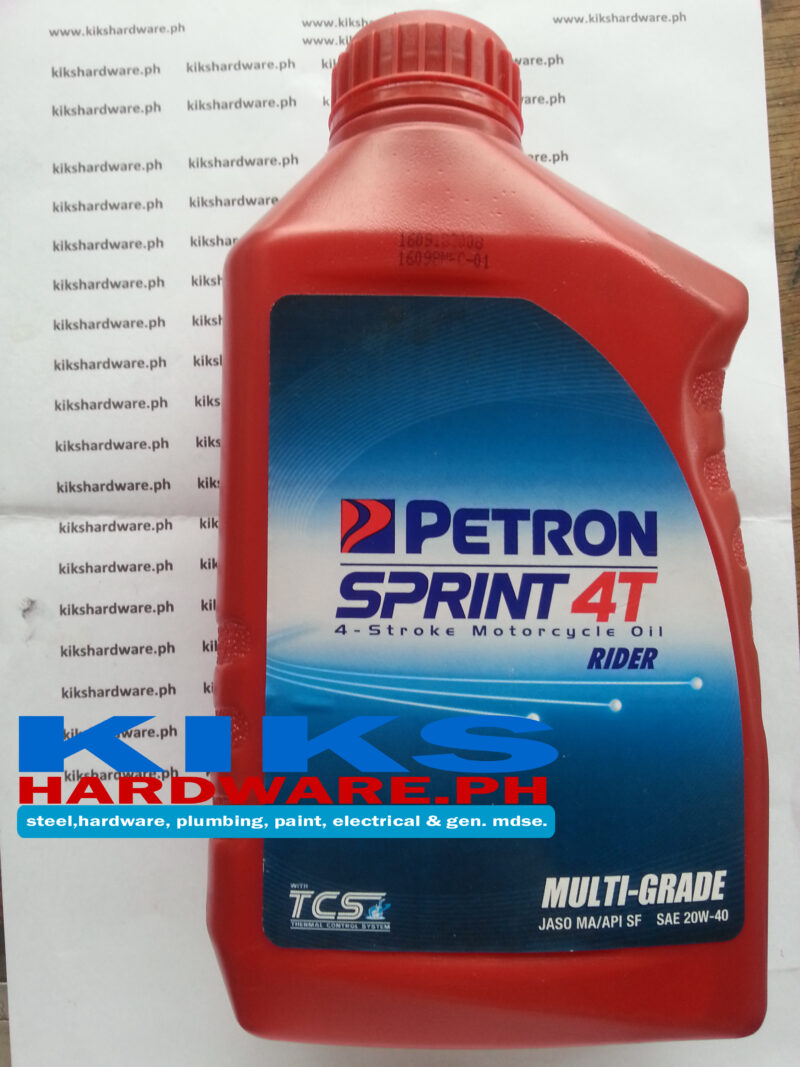 www.kikshardware.ph www.kikshardware.ph
kikshardware.ph kikshardware.ph
kikshardware.ph kikshardware.ph
kikshardware.ph kikshardware.ph
kikshardware.ph kikshardware.ph
kikshardware.ph
kikshardware.ph
kikshardware.ph
kikshardware.ph
kikshardware.ph
kikshardware.ph
kikshardware.ph
kikshardware.ph
kikshardware.ph
kikshardware.ph
kikshardware.ph
kikshardware.ph
kikshardware.ph
PETRON
SPRINT 4T
4-Stroke Motorcycle Oil
RIDER
KIKS
HARDWARE.PH
steel,hardware, plumbing, paint, electrical & gen. mdse.
WITH
TCS
THERMAL CONTROL SYSTEM
MULTI-GRADE
JASO MA/API SF SAE 20W-40